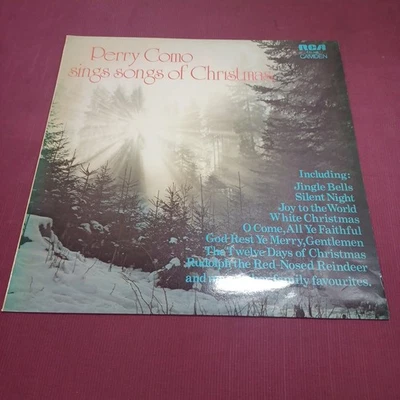 Perry Como
sings songs of Christmas
RCA
CAMDEN
Including:
Jingle Bells
Silent Night
Joy to the World
White Christmas
O Come, All Ye Faithful
God Rest Ye Merry, Gentlemen
The Twelve Days of Christmas
Rudolph the Red-Nosed Reindeer
and family favourites.